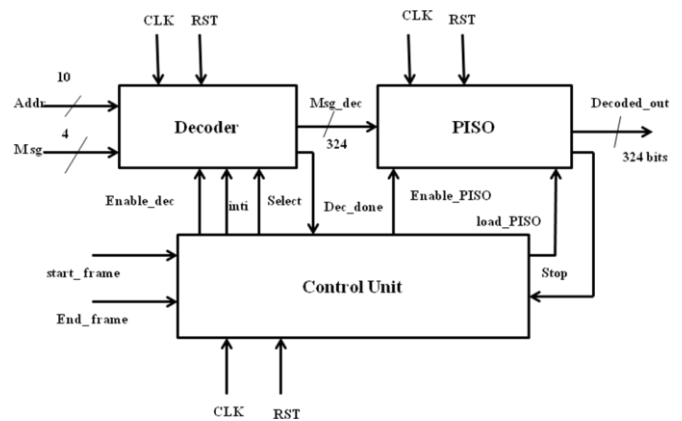 CLK RST
CLK RST
10
Addr
4
Msg
Decoder
Msg_dec
324
PISO
Decoded_out
324 bits
Enable_dec
inti
Select
Dec_done
Enable_PISO
load_PISO
Stop
start_frame
End_frame
Control Unit
CLK RST